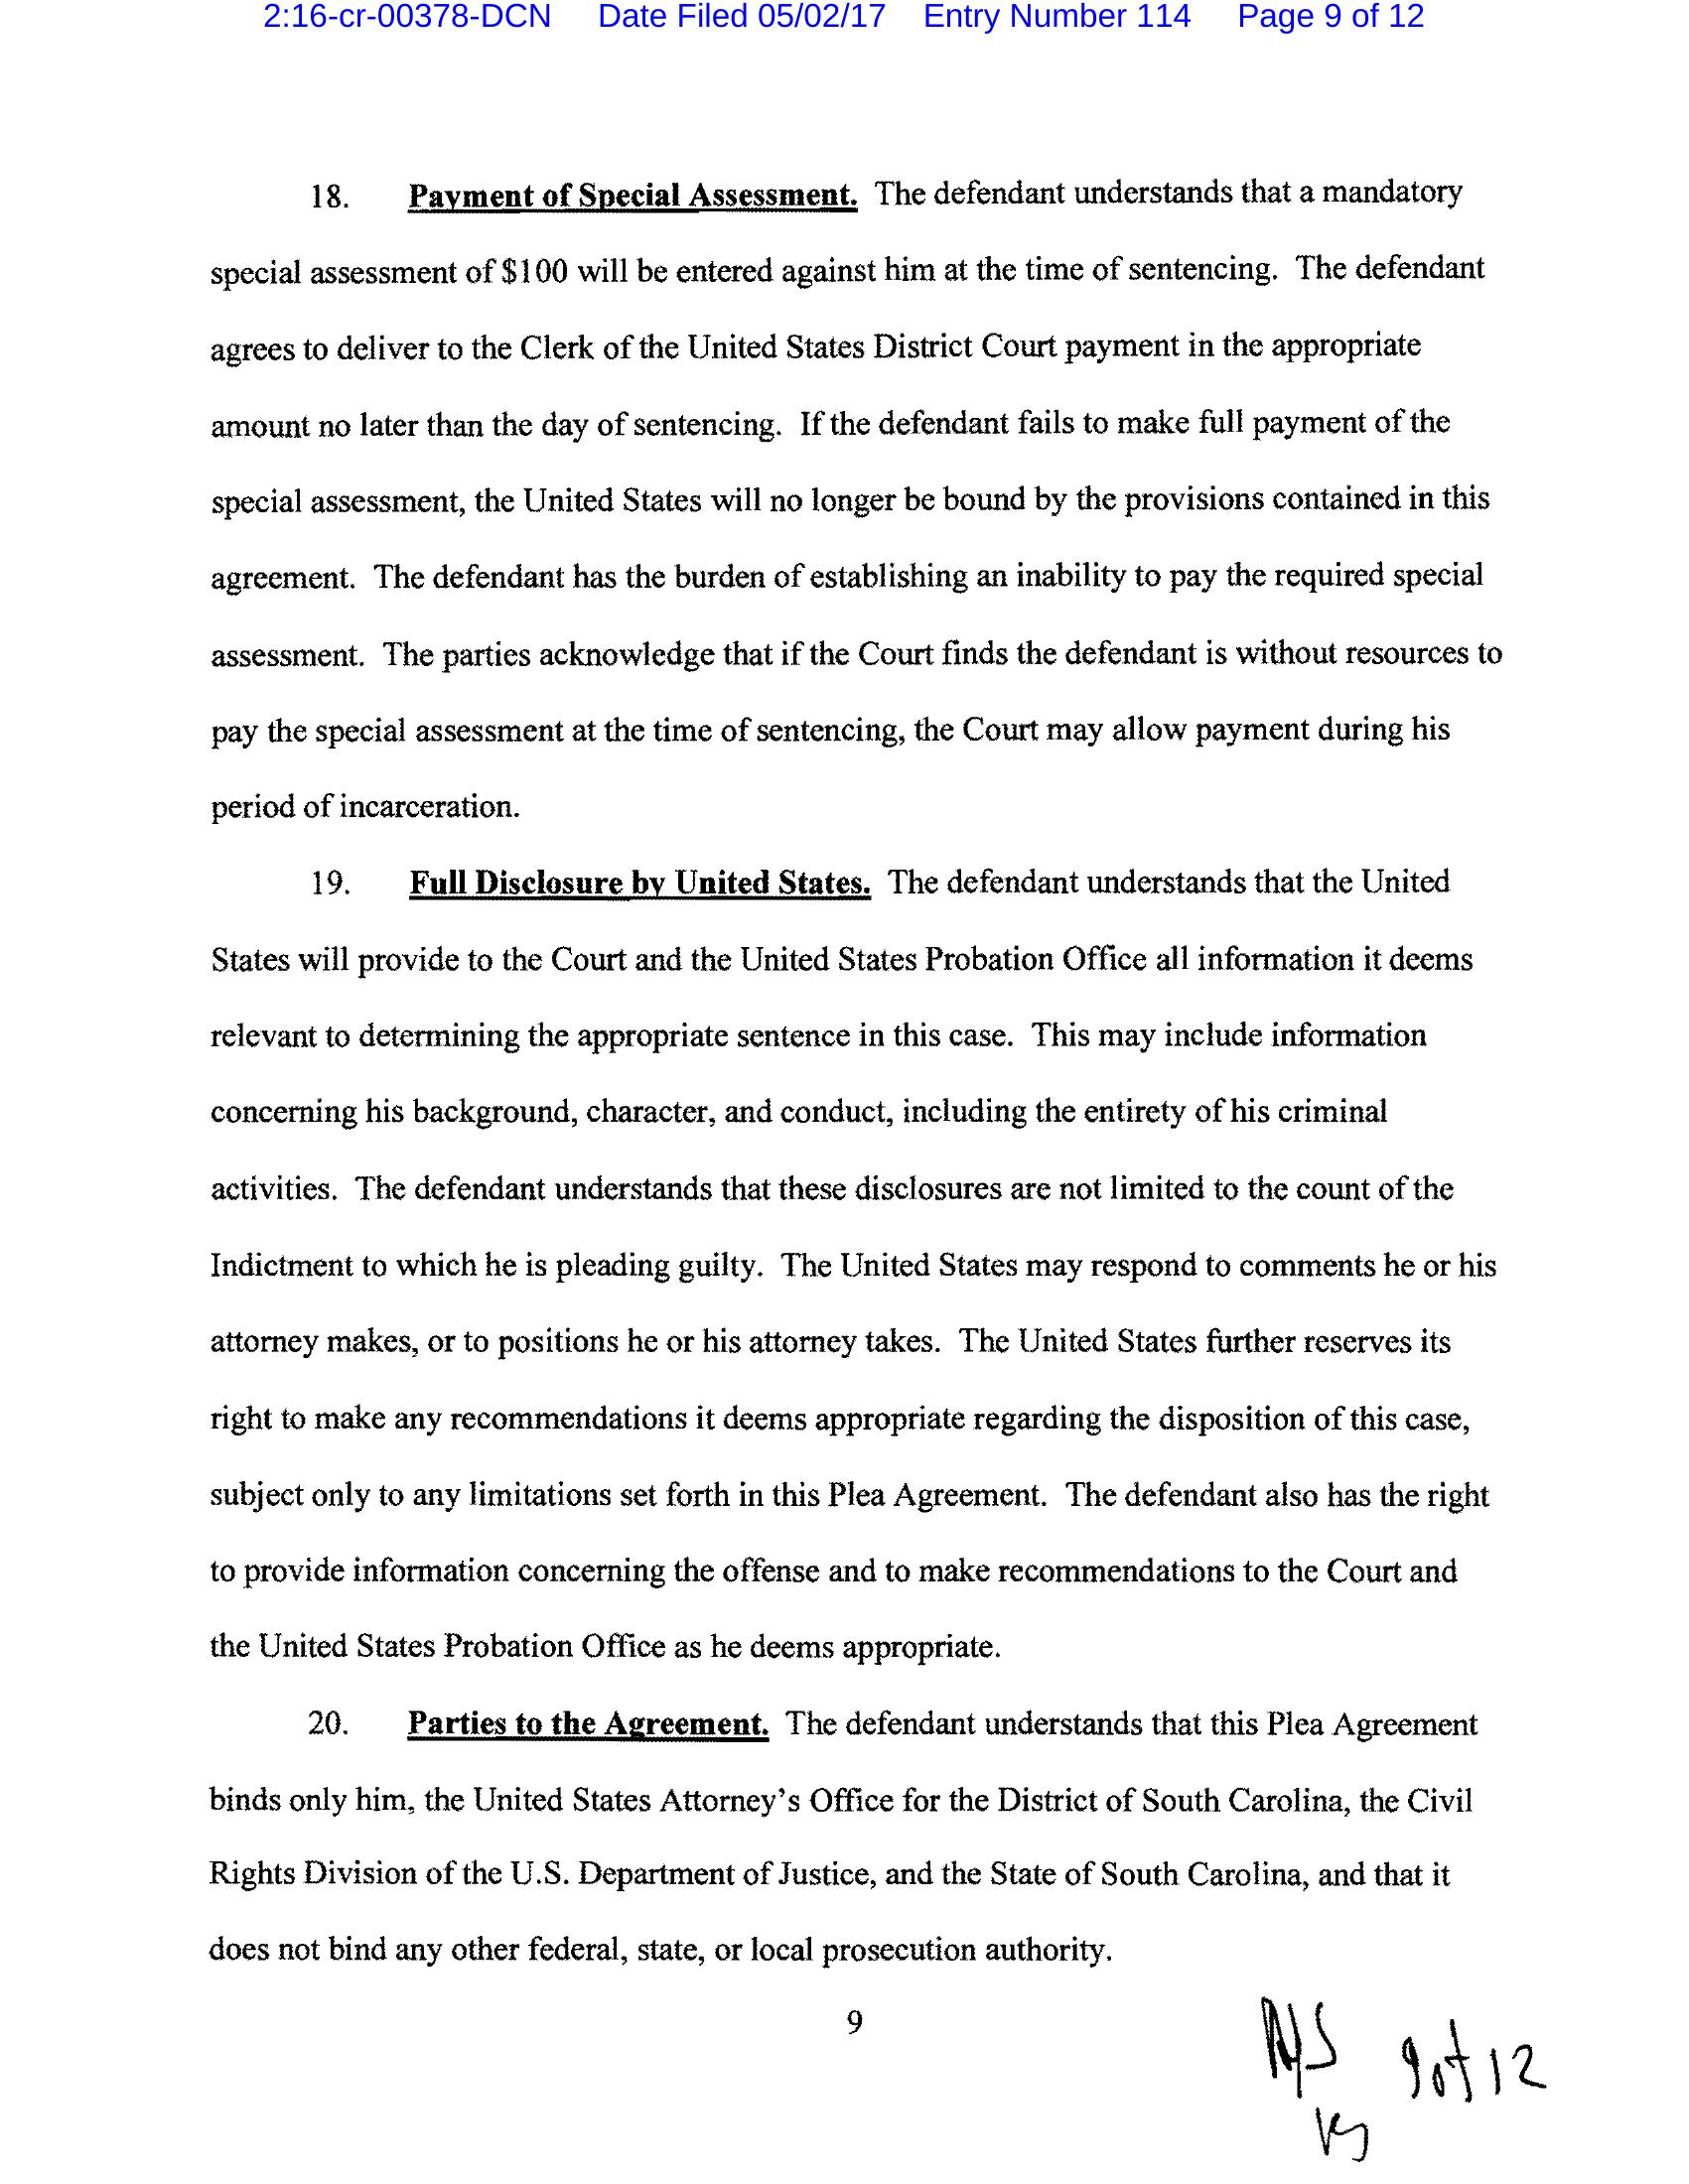 2:16-cr-00378-DCN Date Filed 05/02/17 Entry Number 114 Page 9 of 12
18. Payment of Special Assessment. The defendant understands that a mandatory
special assessment of $100 will be entered against him at the time of sentencing. The defendant
agrees to deliver to the Clerk of the United States District Court payment in the appropriate
amount no later than the day of sentencing. If the defendant fails to make full payment of the
special assessment, the United States will no longer be bound by the provisions contained in this
agreement. The defendant has the burden of establishing an inability to pay the required special
assessment. The parties acknowledge that if the Court finds the defendant is without resources to
pay the special assessment at the time of sentencing, the Court may allow payment during his
period of incarceration.
19. Full Disclosure by United States. The defendant understands that the United
States will provide to the Court and the United States Probation Office all information it deems
relevant to determining the appropriate sentence in this case. This may include information
concerning his background, character, and conduct, including the entirety of his criminal
activities. The defendant understands that these disclosures are not limited to the count of the
Indictment to which he is pleading guilty. The United States may respond to comments he or his
attorney makes, or to positions he or his attorney takes. The United States further reserves its
right to make any recommendations it deems appropriate regarding the disposition of this case,
subject only to any limitations set forth in this Plea Agreement. The defendant also has the right
to provide information concerning the offense and to make recommendations to the Court and
the United States Probation Office as he deems appropriate.
20. Parties to the Agreement. The defendant understands that this Plea Agreement
binds only him, the United States Attorney's Office for the District of South Carolina, the Civil
Rights Division of the U.S. Department of Justice, and the State of South Carolina, and that it
does not bind any other federal, state, or local prosecution authority.
9
9 of 12